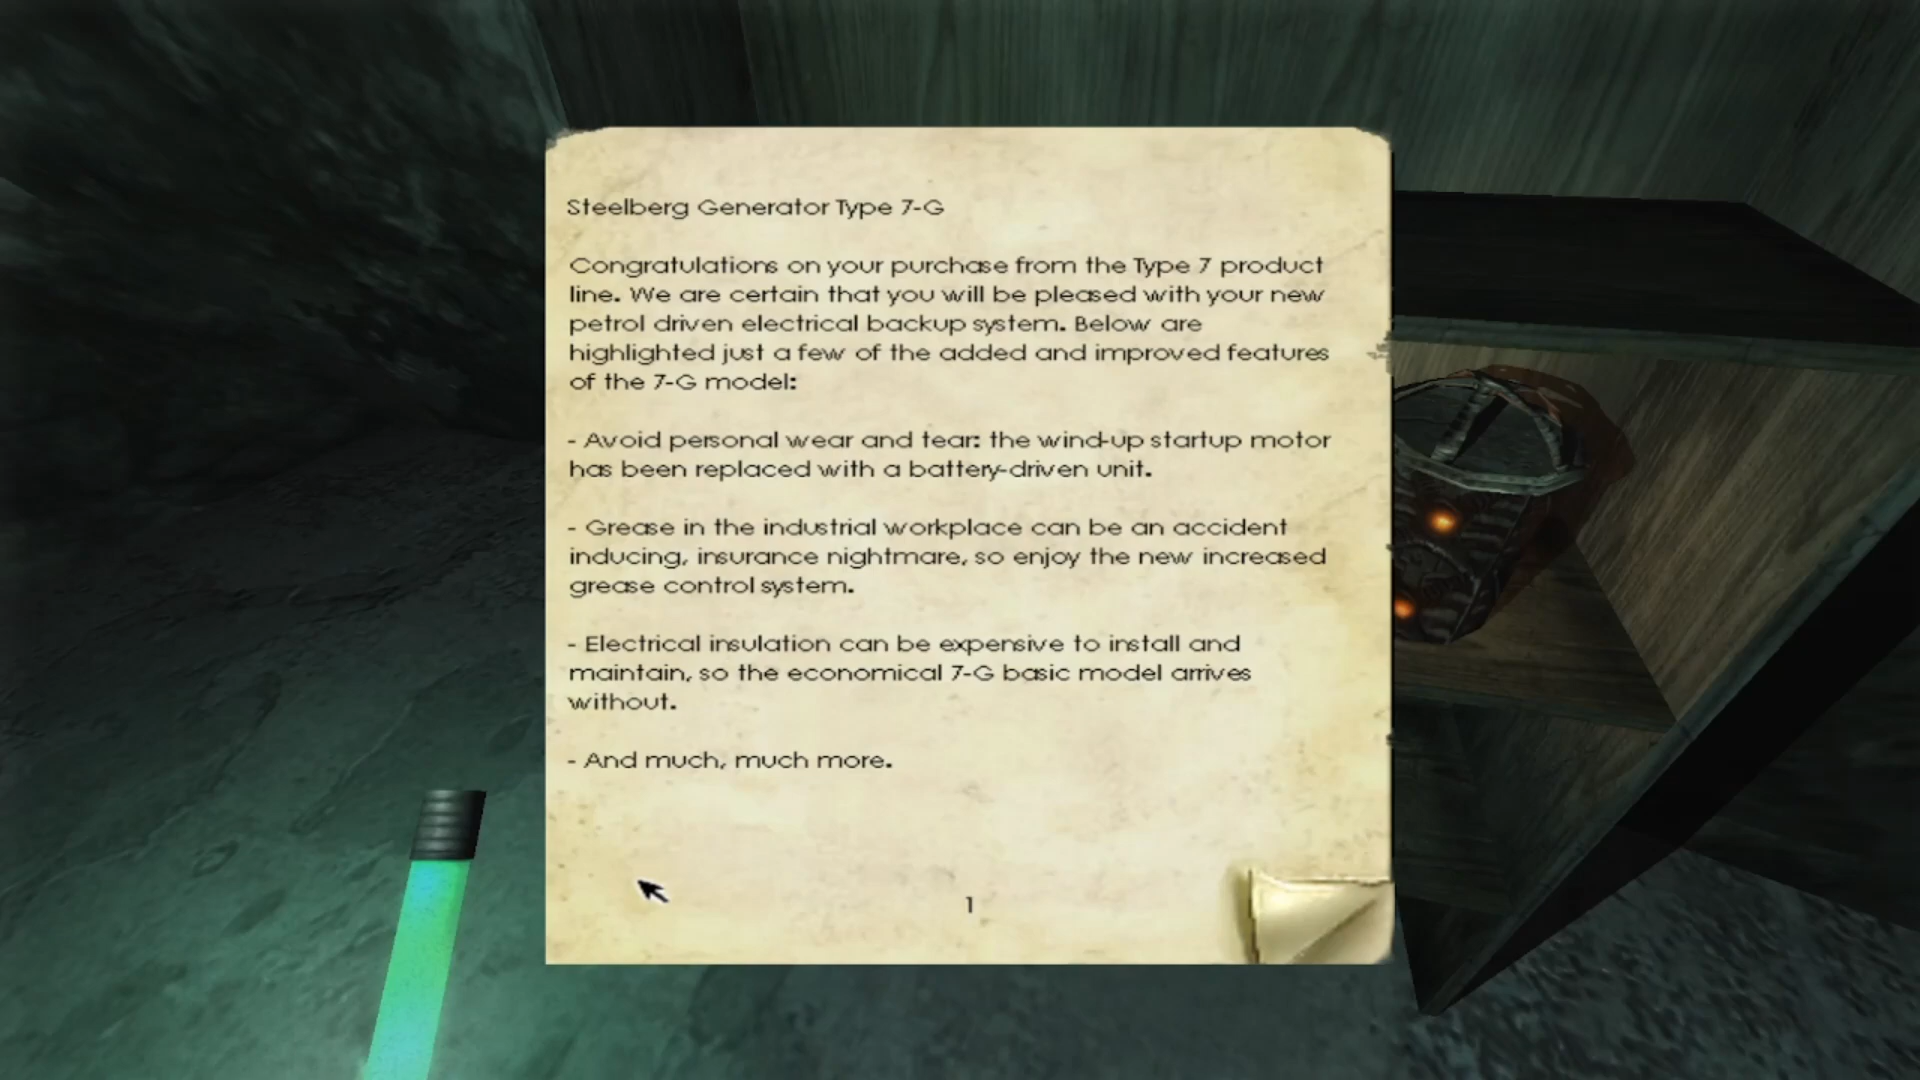 Steelberg Generator Type 7-G
Congratulations on your purchase from the Type 7 product
line. We are certain that you will be pleased with your new
petrol driven electrical backup system. Below are
highlighted just a few of the added and improved features
of the 7-G model:
- Avoid personal wear and tear: the wind-up startup motor
has been replaced with a battery-driven unit.
- Grease in the industrial workplace can be an accident
inducing, insurance nightmare, so enjoy the new increased
grease control system.
- Electrical insulation can be expensive to install and
maintain, so the economical 7-G basic model arrives
without.
- And much, much more.
1